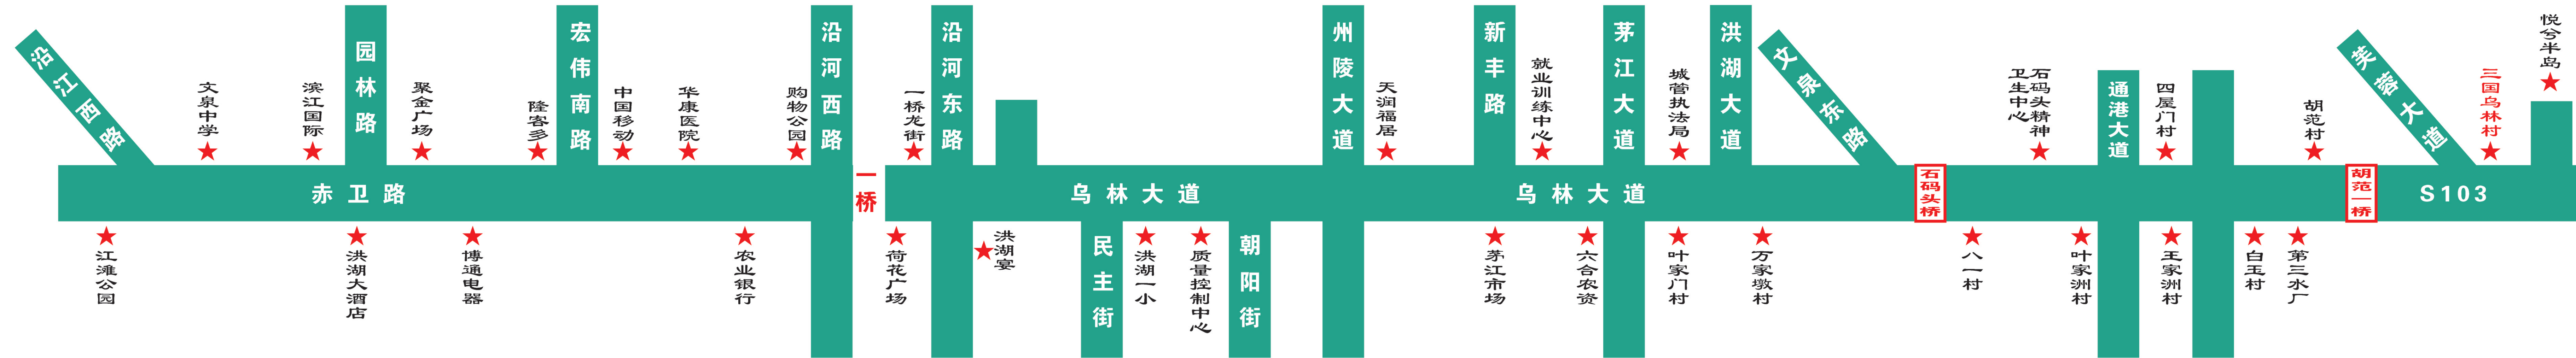 沿江西路
文泉中学
滨江国际
园林路
聚金广场
隆客多
宏伟南路
中国移动
华康医院
购物公园
沿河西路
一桥龙街
沿河东路
州陵大道
天润福居
新丰路
就业训练中心
茅江大道
城管执法局
洪湖大道
文泉东路
石码头精神
卫生中心
通港大道
四屋门村
胡范村
芙蓉大道
三国乌林村
悦兮半岛
赤卫路
一桥
乌林大道
乌林大道
石码头桥
胡范一桥
S103
江滩公园
洪湖大酒店
博通电器
农业银行
荷花广场
洪湖宴
民主街
洪湖一小
质量控制中心
朝阳街
茅江市场
六合农资
叶家门村
万家墩村
八一村
叶家洲村
王家洲村
白玉村
第三水厂